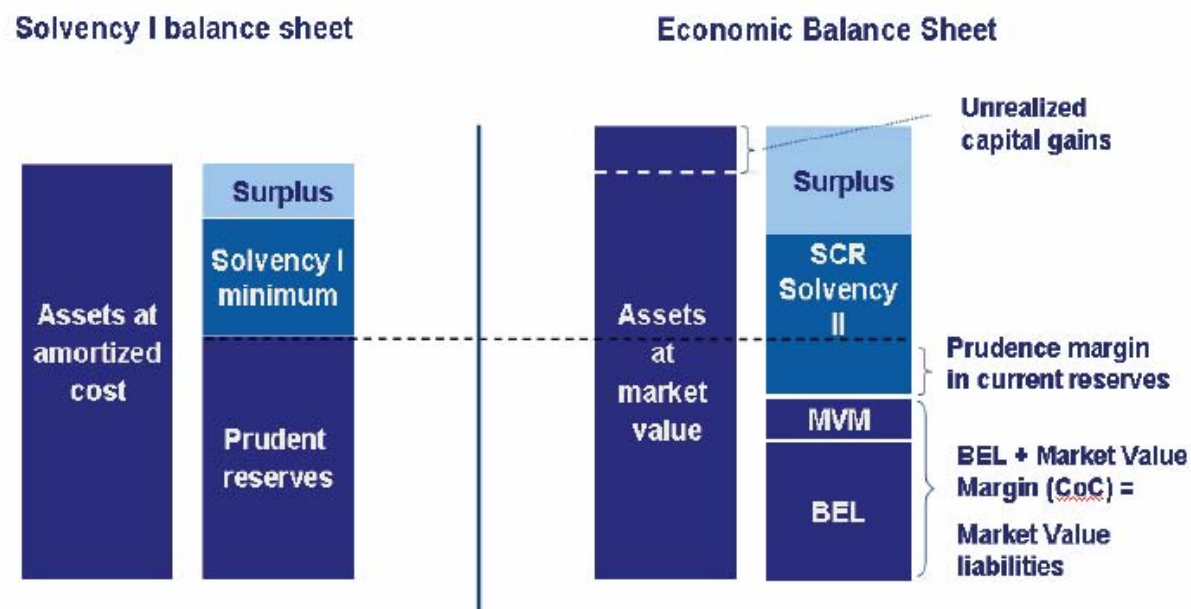 Solvency I balance sheet
Economic Balance Sheet
Assets at
amortized
cost
Surplus
Solvency I
minimum
Prudent
reserves
Assets
at
market
value
Surplus
SCR
Solvency
II
MVM
BEL
Unrealized
capital gains
Prudence margin
in current reserves
BEL + Market Value
Margin (CoC) =
Market Value
liabilities